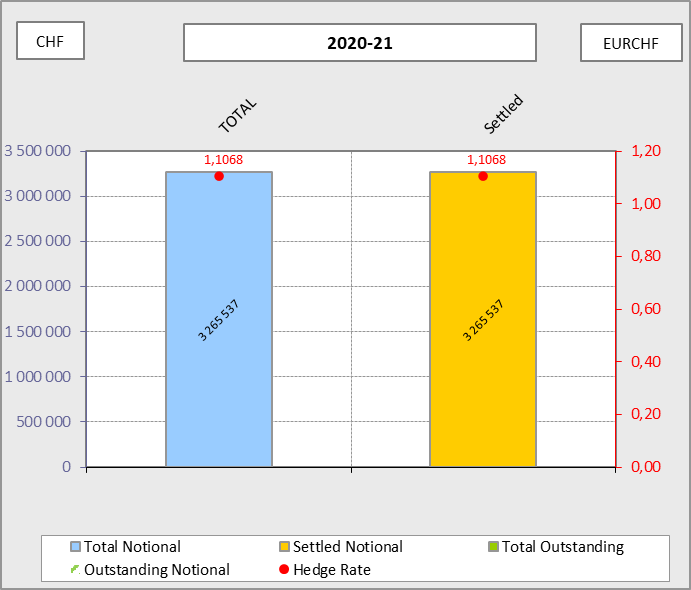 CHF
2020-21
EURCHF
TOTAL
Settled
3 500 000
3 000 000
2 500 000
2 000 000
1 500 000
1 000 000
500 000
0
1,1068
1,1068
3 265 537
3 265 537
1,20
1,00
0,80
0,60
0,40
0,20
0,00
Total Notional
Settled Notional
Total Outstanding
Outstanding Notional
Hedge Rate